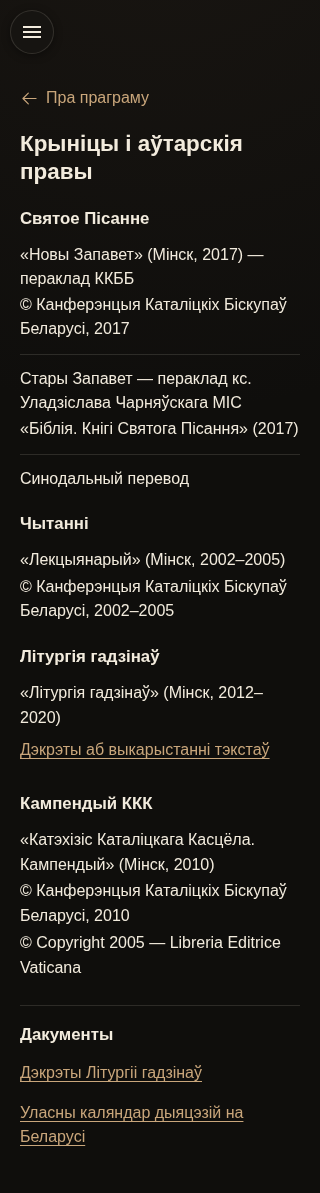 Пра праграму
Крыніцы і аўтарскія
правы
Святое Пісанне
«Новы Запавет» (Мінск, 2017) —
пераклад ККББ
© Канферэнцыя Каталіцкіх Біскупаў
Беларусі, 2017
Стары Запавет — пераклад кс.
Уладзіслава Чарняўскага МІС
«Біблія. Кнігі Святога Пісання» (2017)
Синодальный перевод
Чытанні
«Лекцыянарый» (Мінск, 2002–2005)
© Канферэнцыя Каталіцкіх Біскупаў
Беларусі, 2002–2005
Літургія гадзінаў
«Літургія гадзінаў» (Мінск, 2012–
2020)
Дэкрэты аб выкарыстанні тэкстаў
Кампендый ККК
«Катэхізіс Каталіцкага Касцёла.
Кампендый» (Мінск, 2010)
© Канферэнцыя Каталіцкіх Біскупаў
Беларусі, 2010
© Copyright 2005 — Libreria Editrice
Vaticana
Дакументы
Дэкрэты Літургіі гадзінаў
Уласны каляндар дыяцэзій на
Беларусі